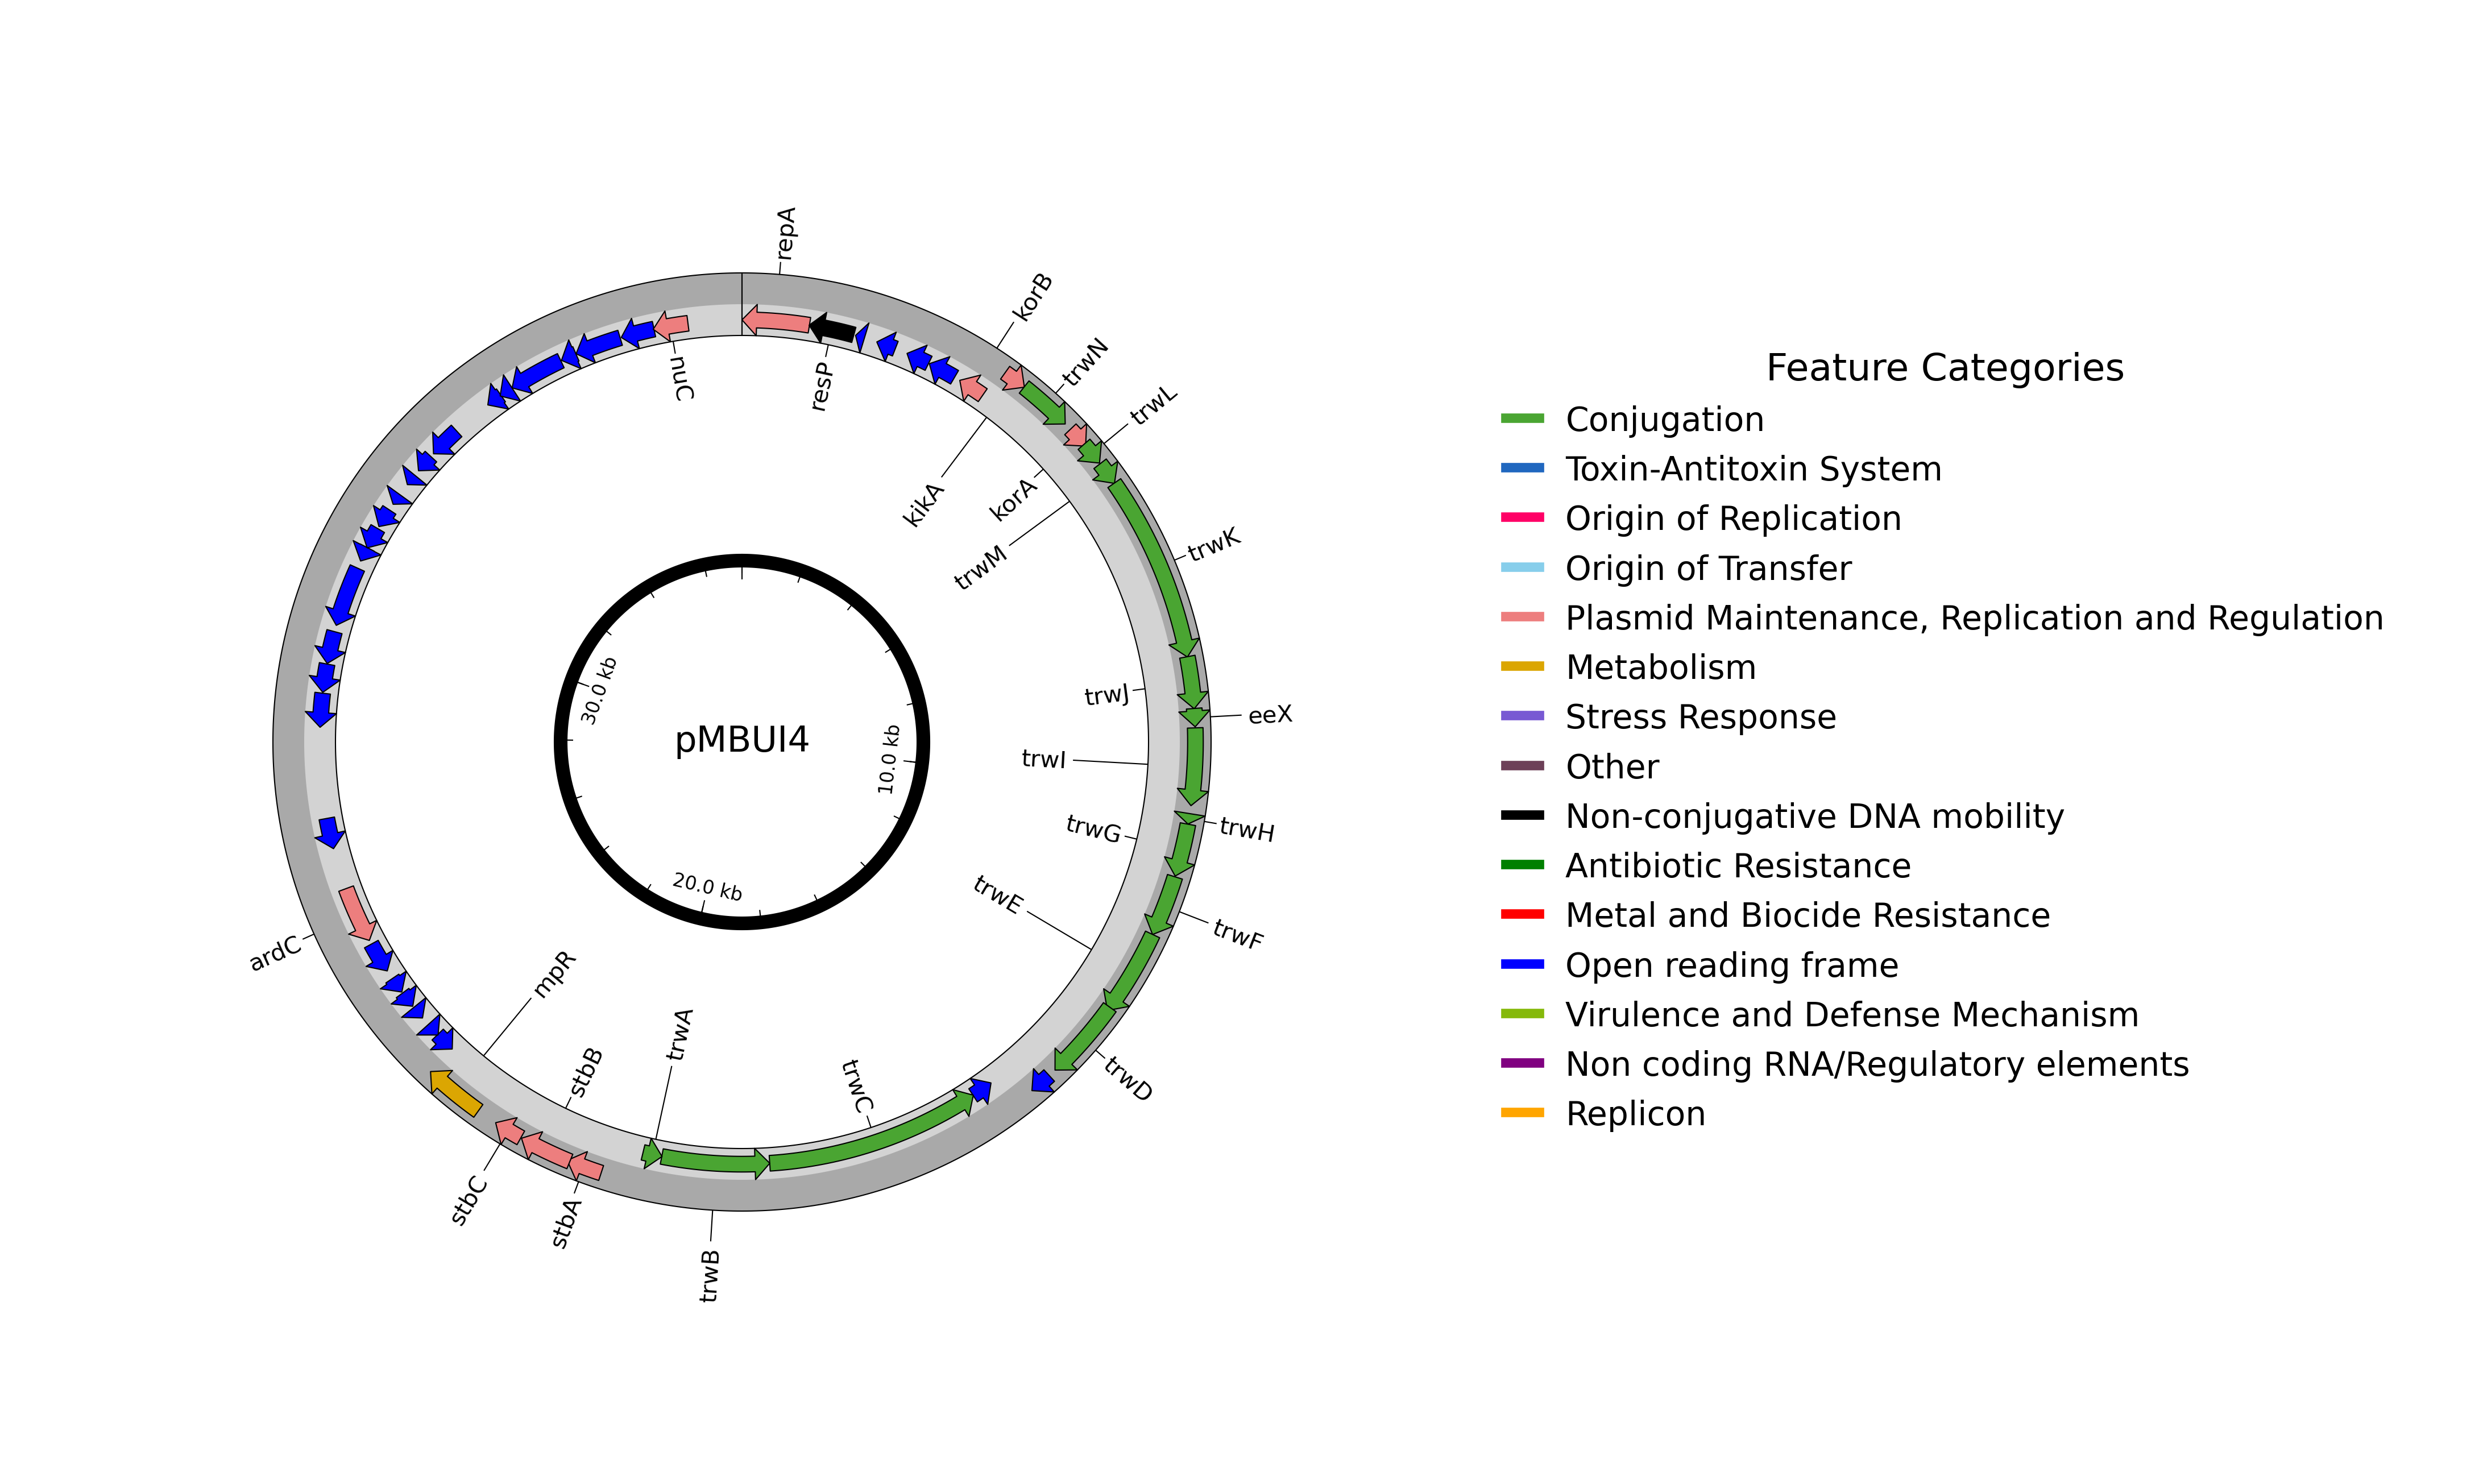 repA
korB
trwN
trwL
nuC
resP
kikA
korA
trwM
trwK
trwJ
eeX
trwI
trwG
trwH
trwE
trwF
trwD
trwC
trwA
trwB
stbB
stbA
stbC
mpR
ardC
pMBUI4
10.0 kb
20.0 kb
30.0 kb
Feature Categories
Conjugation
Toxin-Antitoxin System
Origin of Replication
Origin of Transfer
Plasmid Maintenance, Replication and Regulation
Metabolism
Stress Response
Other
Non-conjugative DNA mobility
Antibiotic Resistance
Metal and Biocide Resistance
Open reading frame
Virulence and Defense Mechanism
Non coding RNA/Regulatory elements
Replicon